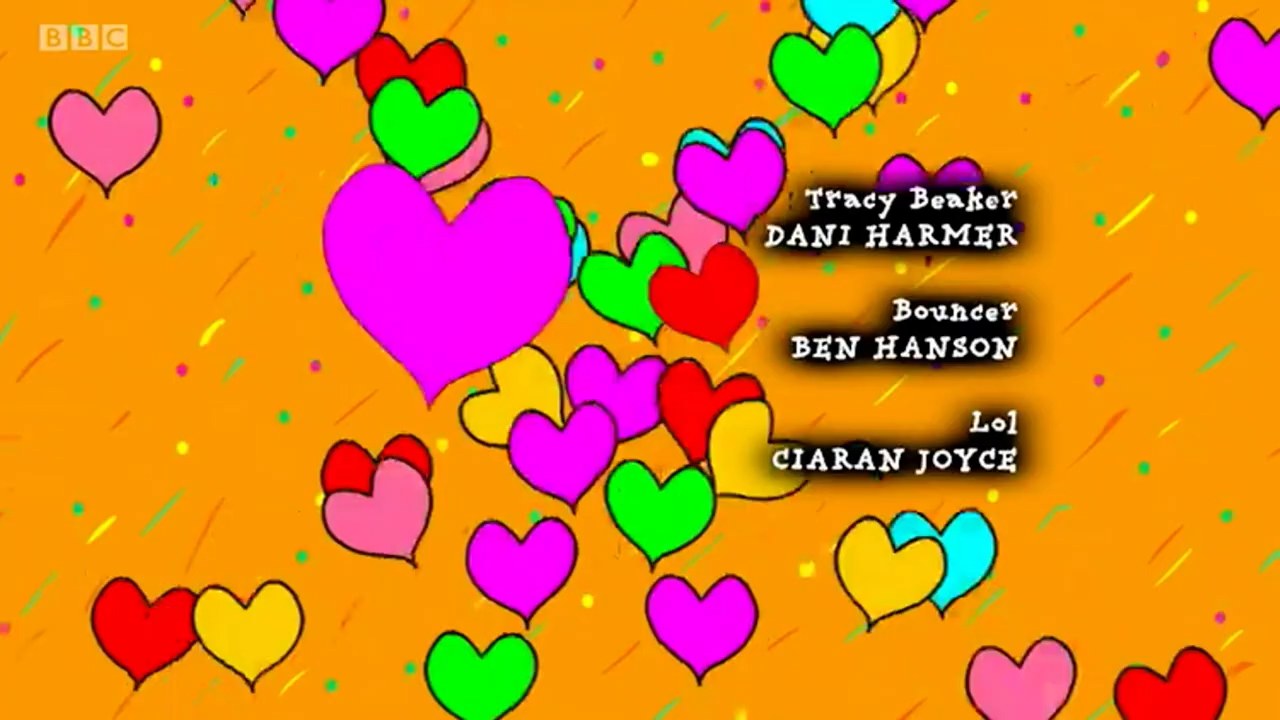 BBC
Tracy Beaker
DANI HARMER
Bouncer
BEN HANSON
Lol
CIARAN JOYCE